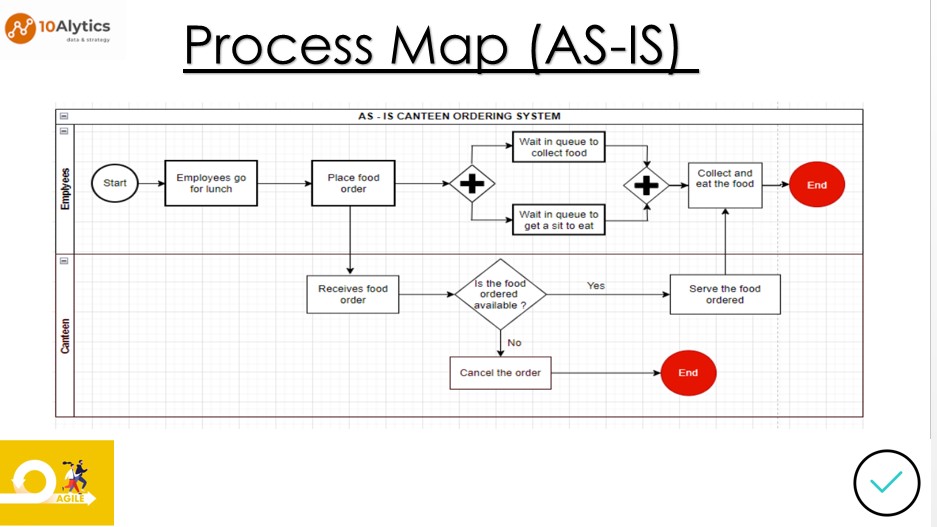 10Alytics
data & strategy
Process Map (AS-IS)
AS - IS CANTEEN ORDERING SYSTEM
Emplyees
Start
Employees go
for lunch
Place food
order
Wait in queue to
collect food
Wait in queue to
get a sit to eat
Collect and
eat the food
End
Canteen
Receives food
order
Is the food
ordered
available ?
Yes
Serve the food
ordered
No
Cancel the order
End
AGILE